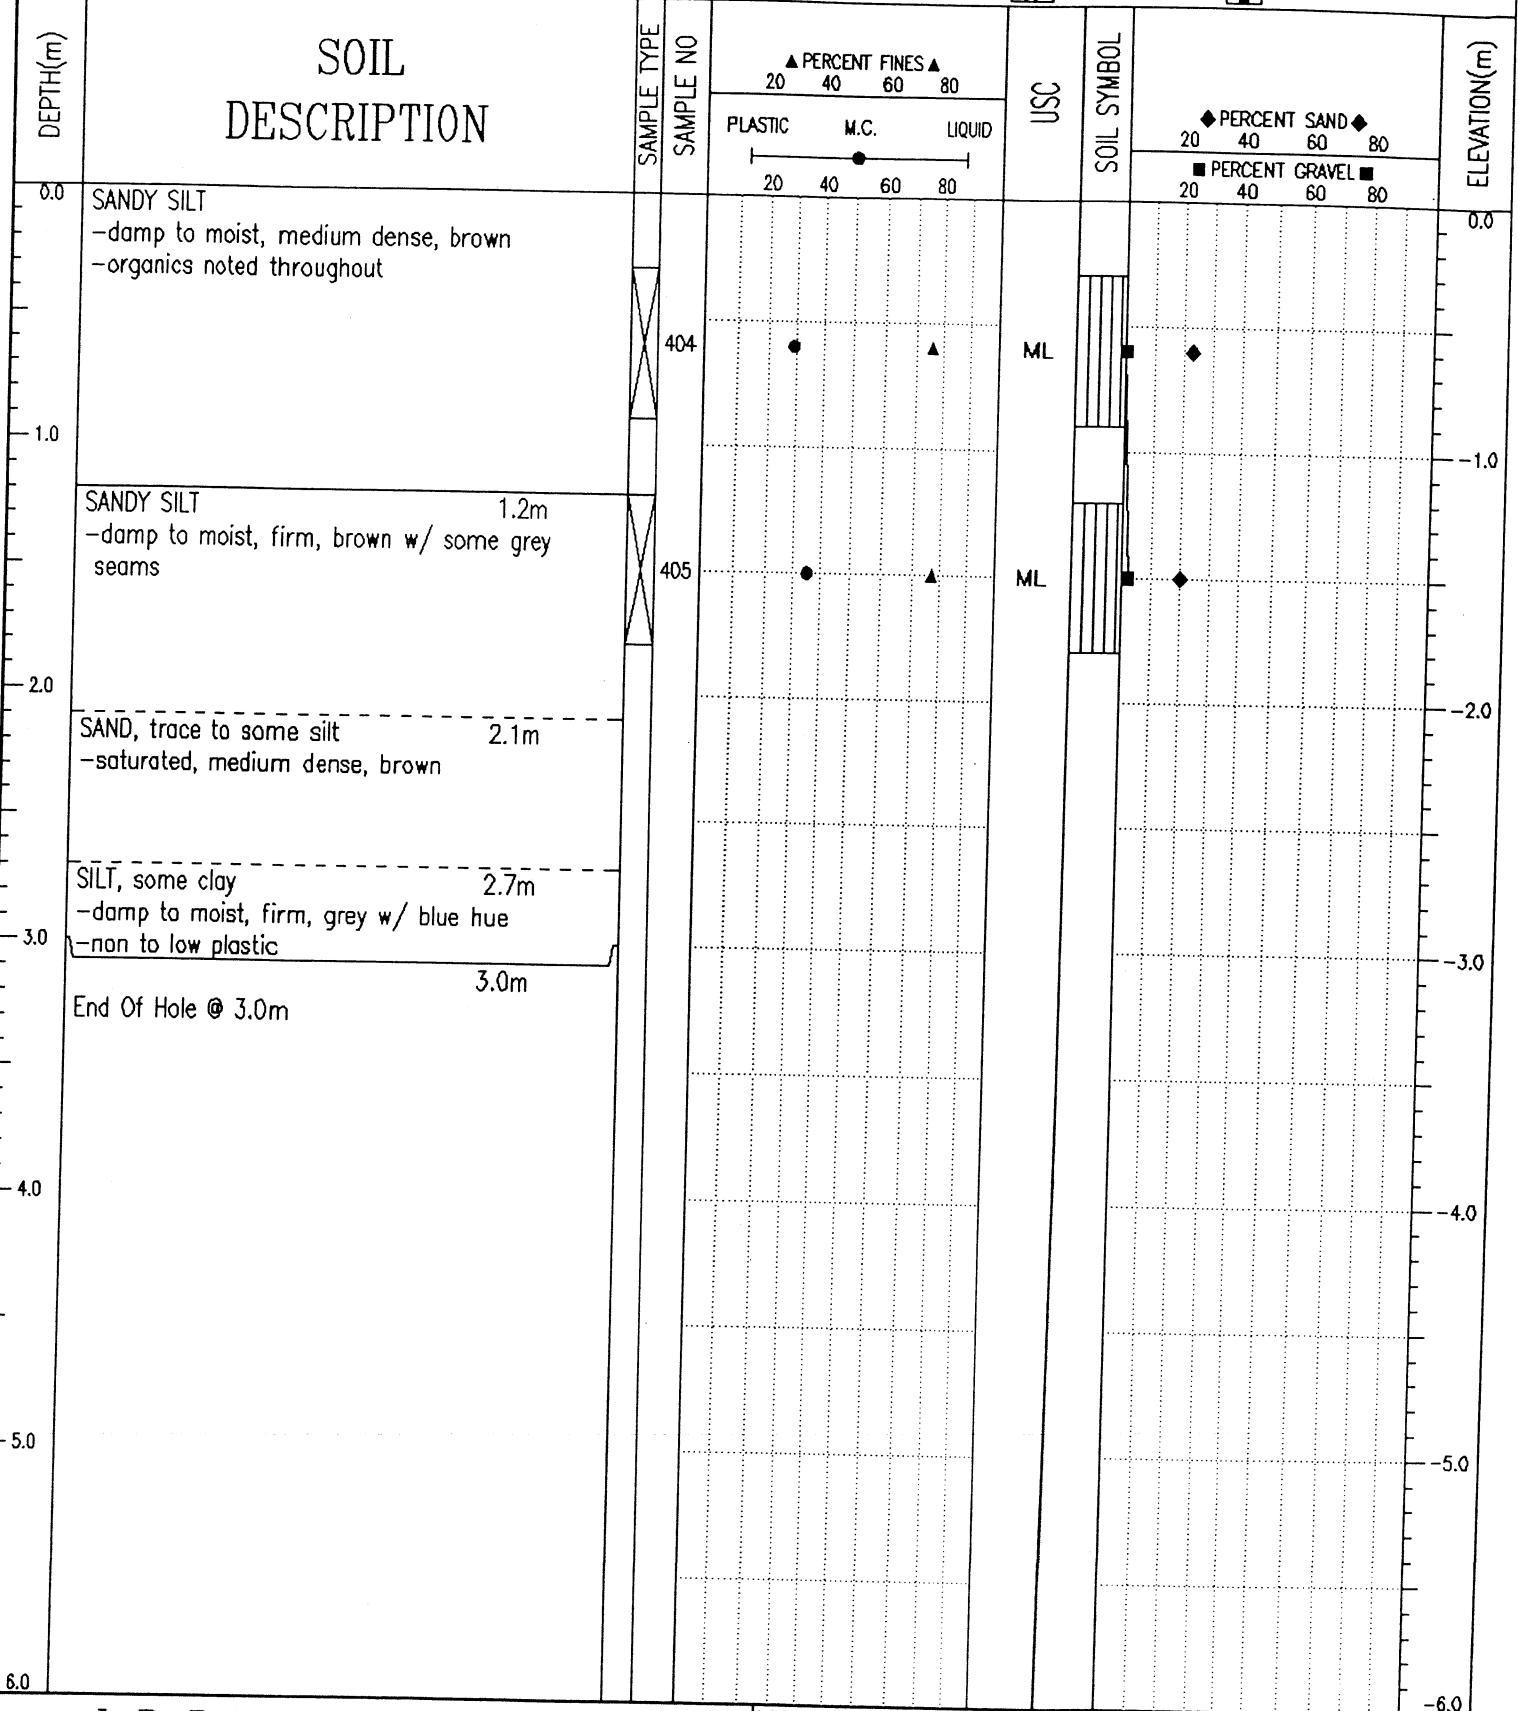 DEPTH(m)
SOIL
DESCRIPTION
SAMPLE TYPE
SAMPLE NO
▲ PERCENT FINES ▲
20 40 60 80
PLASTIC M.C. LIQUID
20 40 60 80
USC
SOIL SYMBOL
◆ PERCENT SAND ◆
20 40 60 80
■ PERCENT GRAVEL ■
20 40 60 80
ELEVATION(m)
0.0
SANDY SILT
-damp to moist, medium dense, brown
-organics noted throughout
0.0
404
ML
1.0
-1.0
SANDY SILT 1.2m
-damp to moist, firm, brown w/ some grey
seams
405
ML
2.0
-2.0
SAND, trace to some silt 2.1m
-saturated, medium dense, brown
SILT, some clay 2.7m
-damp to moist, firm, grey w/ blue hue
3.0
-non to low plastic
-3.0
3.0m
End Of Hole @ 3.0m
4.0
-4.0
5.0
-5.0
6.0
-6.0